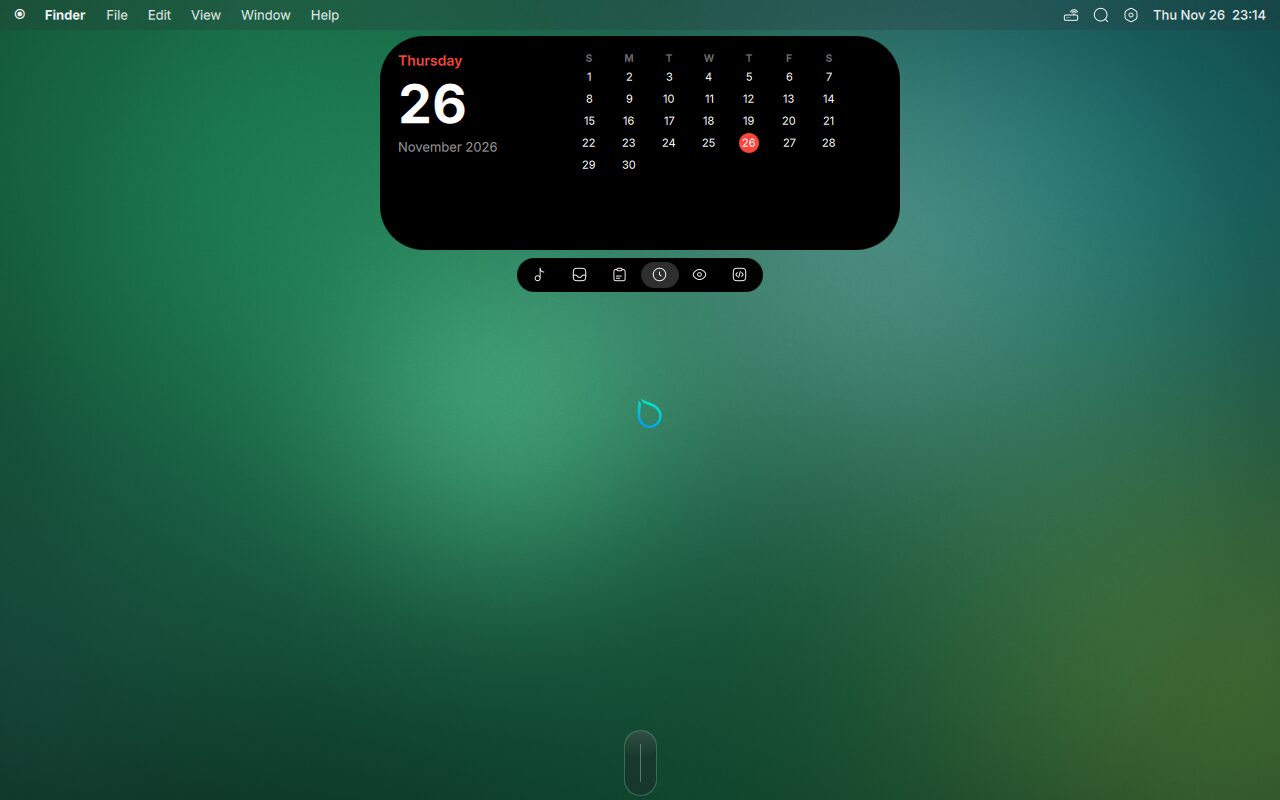 Finder File Edit View Window Help Thu Nov 26 23:14
Thursday
26
November 2026
S M T W T F S
1 2 3 4 5 6 7
8 9 10 11 12 13 14
15 16 17 18 19 20 21
22 23 24 25 26 27 28
29 30